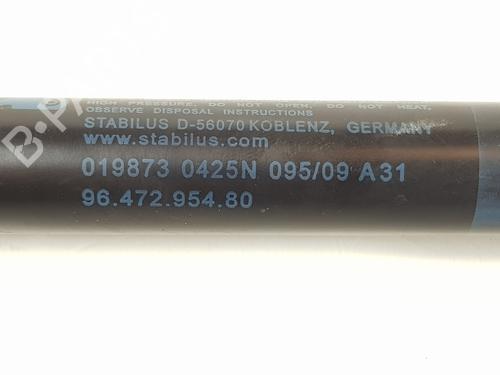 HIGH PRESSURE, DO NOT OPEN, DO NOT HEAT,
OBSERVE DISPOSAL INSTRUCTIONS
STABILUS D-56070 KOBLENZ, GERMANY
www.stabilus.com
019873 0425N 095/09 A31
96.472.954.80